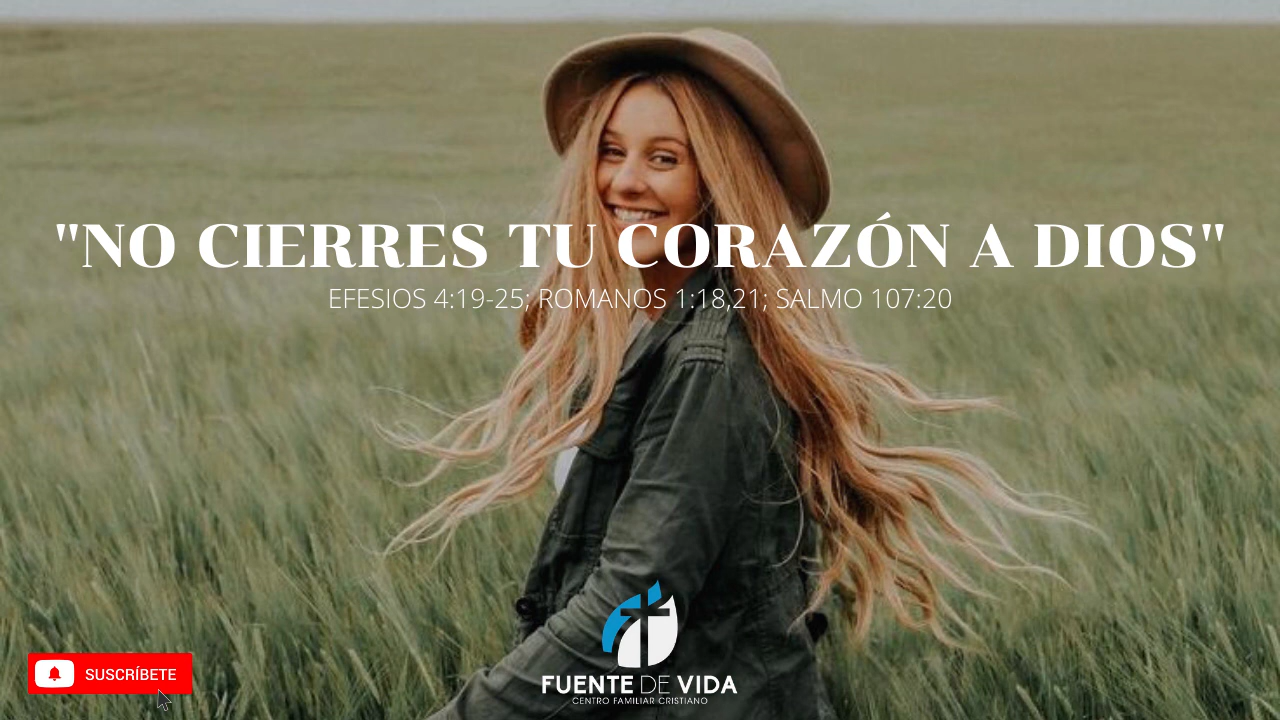 "NO CIERRES TU CORAZÓN A DIOS"
EFESIOS 4:19-25; ROMANOS 1:18,21; SALMO 107:20
SUSCRÍBETE
FUENTE DE VIDA
CENTRO FAMILIAR CRISTIANO